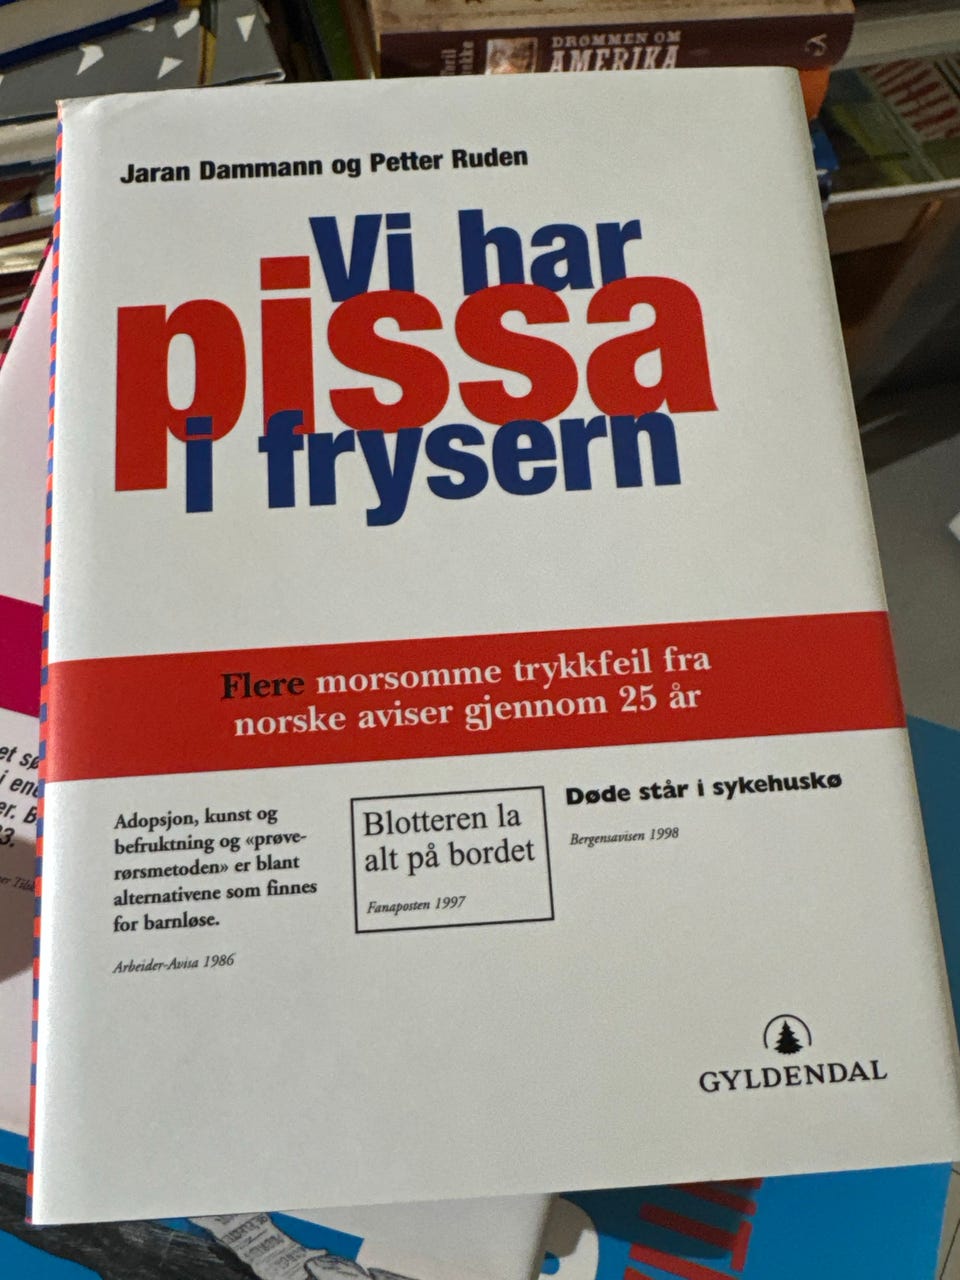 DRØMMEN OM
AMERIKA
Jaran Dammann og Petter Ruden
Vi har
pissa
i frysern
Flere morsomme trykkfeil fra
norske aviser gjennom 25 år
Adopsjon, kunst og
befruktning og «prøve-
rørsmetoden» er blant
alternativene som finnes
for barnløse.
Arbeider-Avisa 1986
Blotteren la
alt på bordet
Fanaposten 1997
Døde står i sykehuskø
Bergensavisen 1998
GYLDENDAL